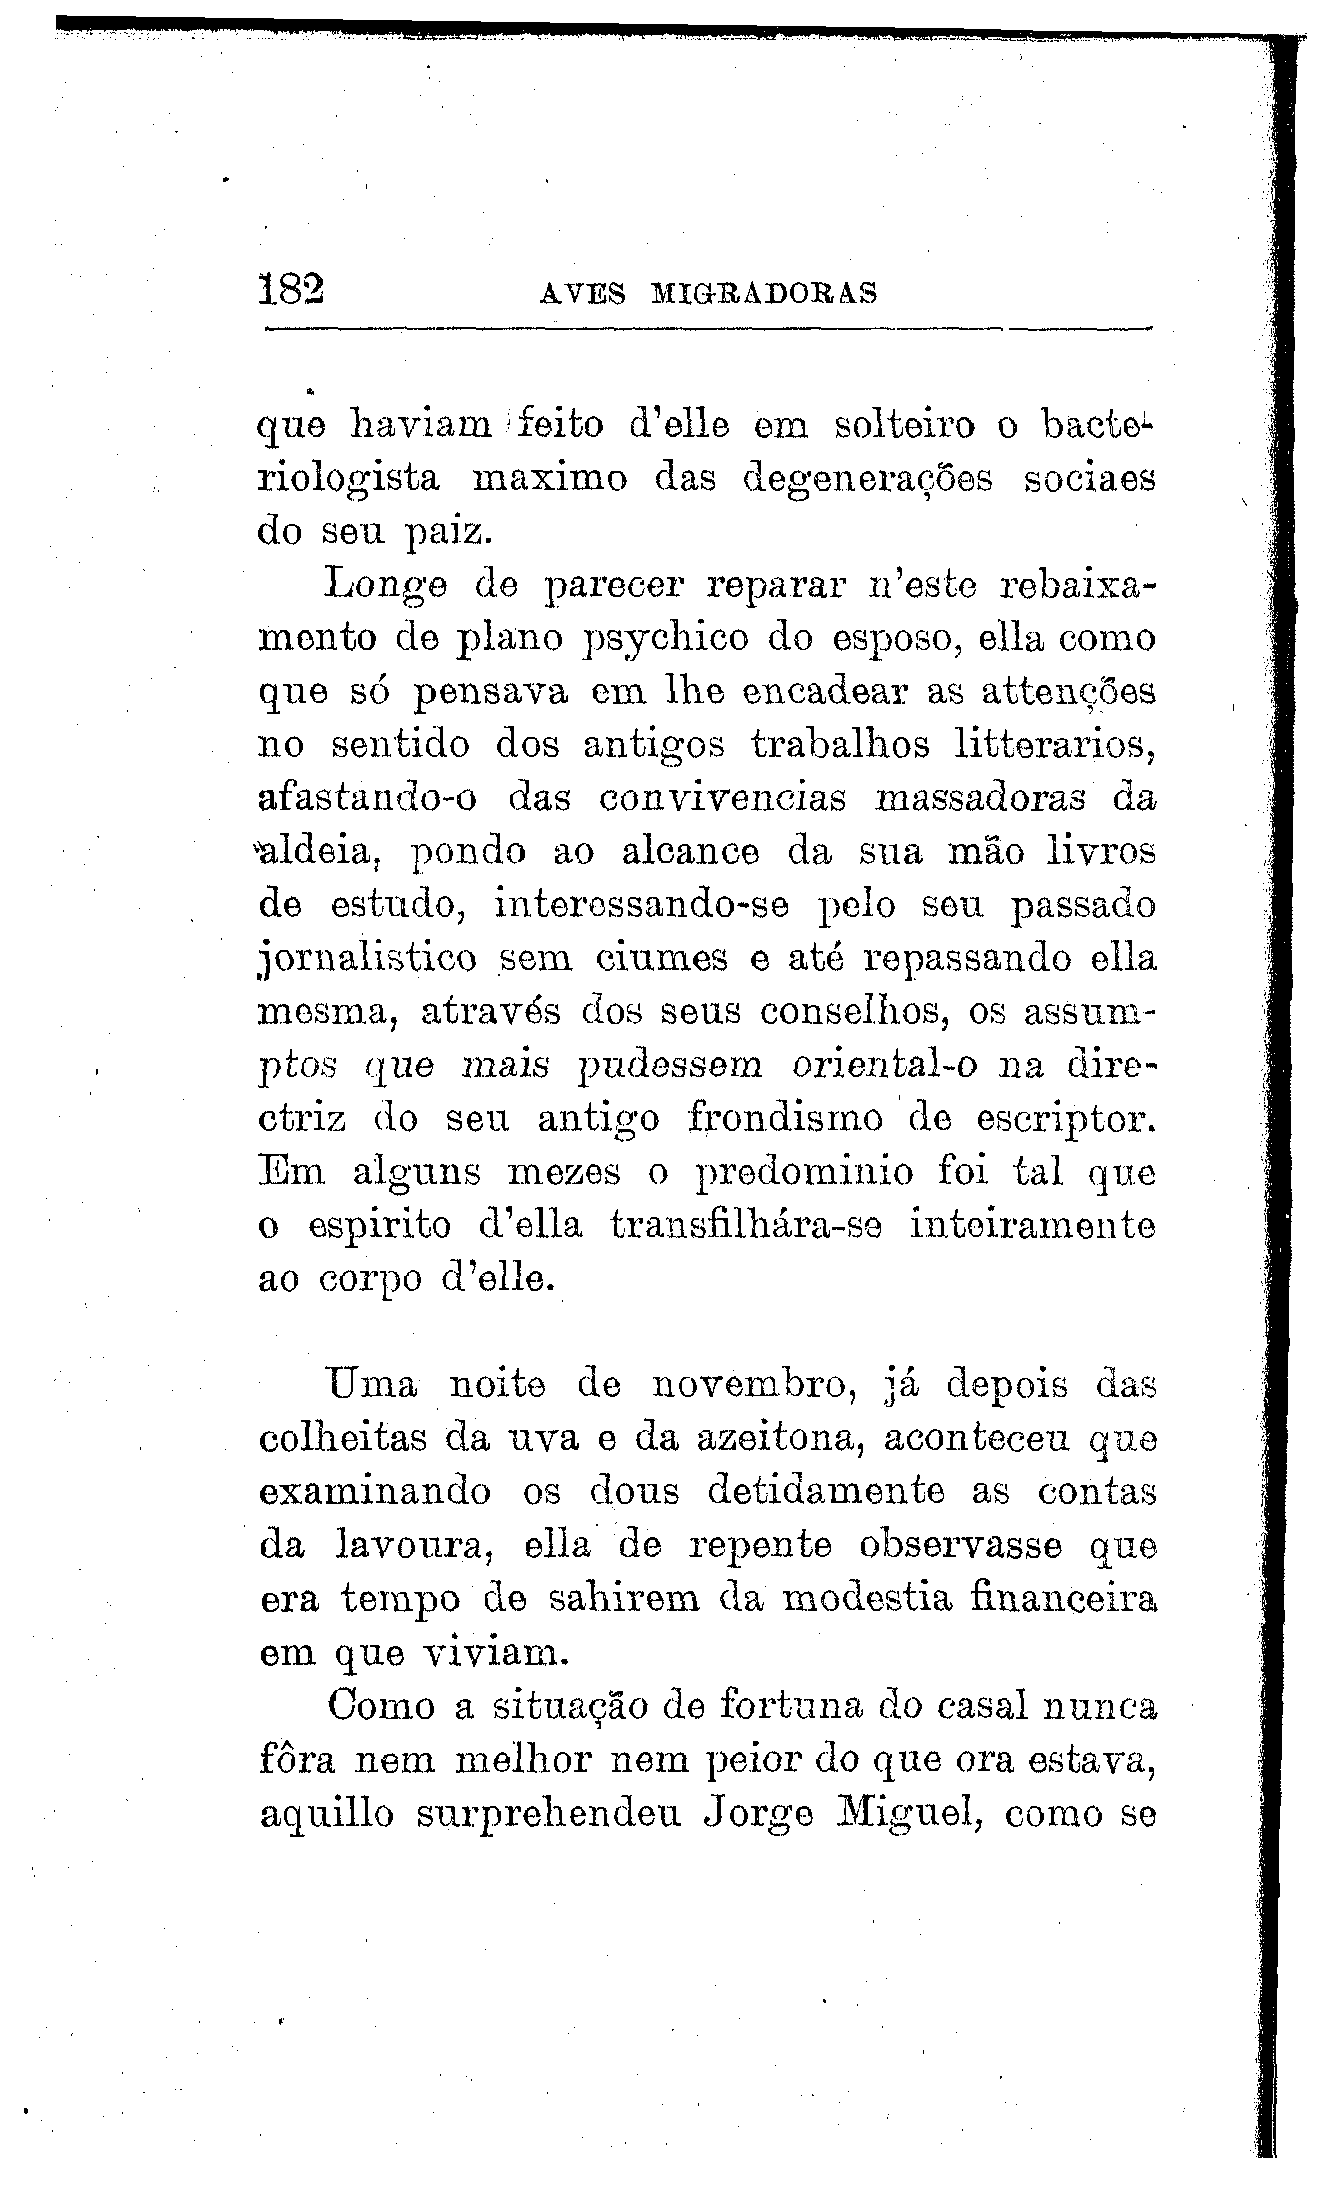 182 AVES MIGRADORAS
que haviam feito d'elle em solteiro o bacte-
riologista maximo das degenerações sociaes
do seu paiz.
Longe de parecer reparar n'este rebaixa-
mento de plano psychico do esposo, ella como
que só pensava em lhe encadear as attenções
no sentido dos antigos trabalhos litterarios,
afastando-o das convivencias massadoras da
aldeia, pondo ao alcance da sua mão livros
de estudo, interessando-se pelo seu passado
jornalistico sem ciumes e até repassando ella
mesma, através dos seus conselhos, os assum-
ptos que mais pudessem oriental-o na dire-
ctriz do seu antigo frondismo de escriptor.
Em alguns mezes o predominio foi tal que
o espirito d'ella transfilhára-se inteiramente
ao corpo d'elle.
Uma noite de novembro, já depois das
colheitas da uva e da azeitona, aconteceu que
examinando os dous detidamente as contas
da lavoura, ella de repente observasse que
era tempo de sahirem da modestia financeira
em que viviam.
Como a situação de fortuna do casal nunca
fôra nem melhor nem peior do que ora estava,
aquillo surprehendeu Jorge Miguel, como se